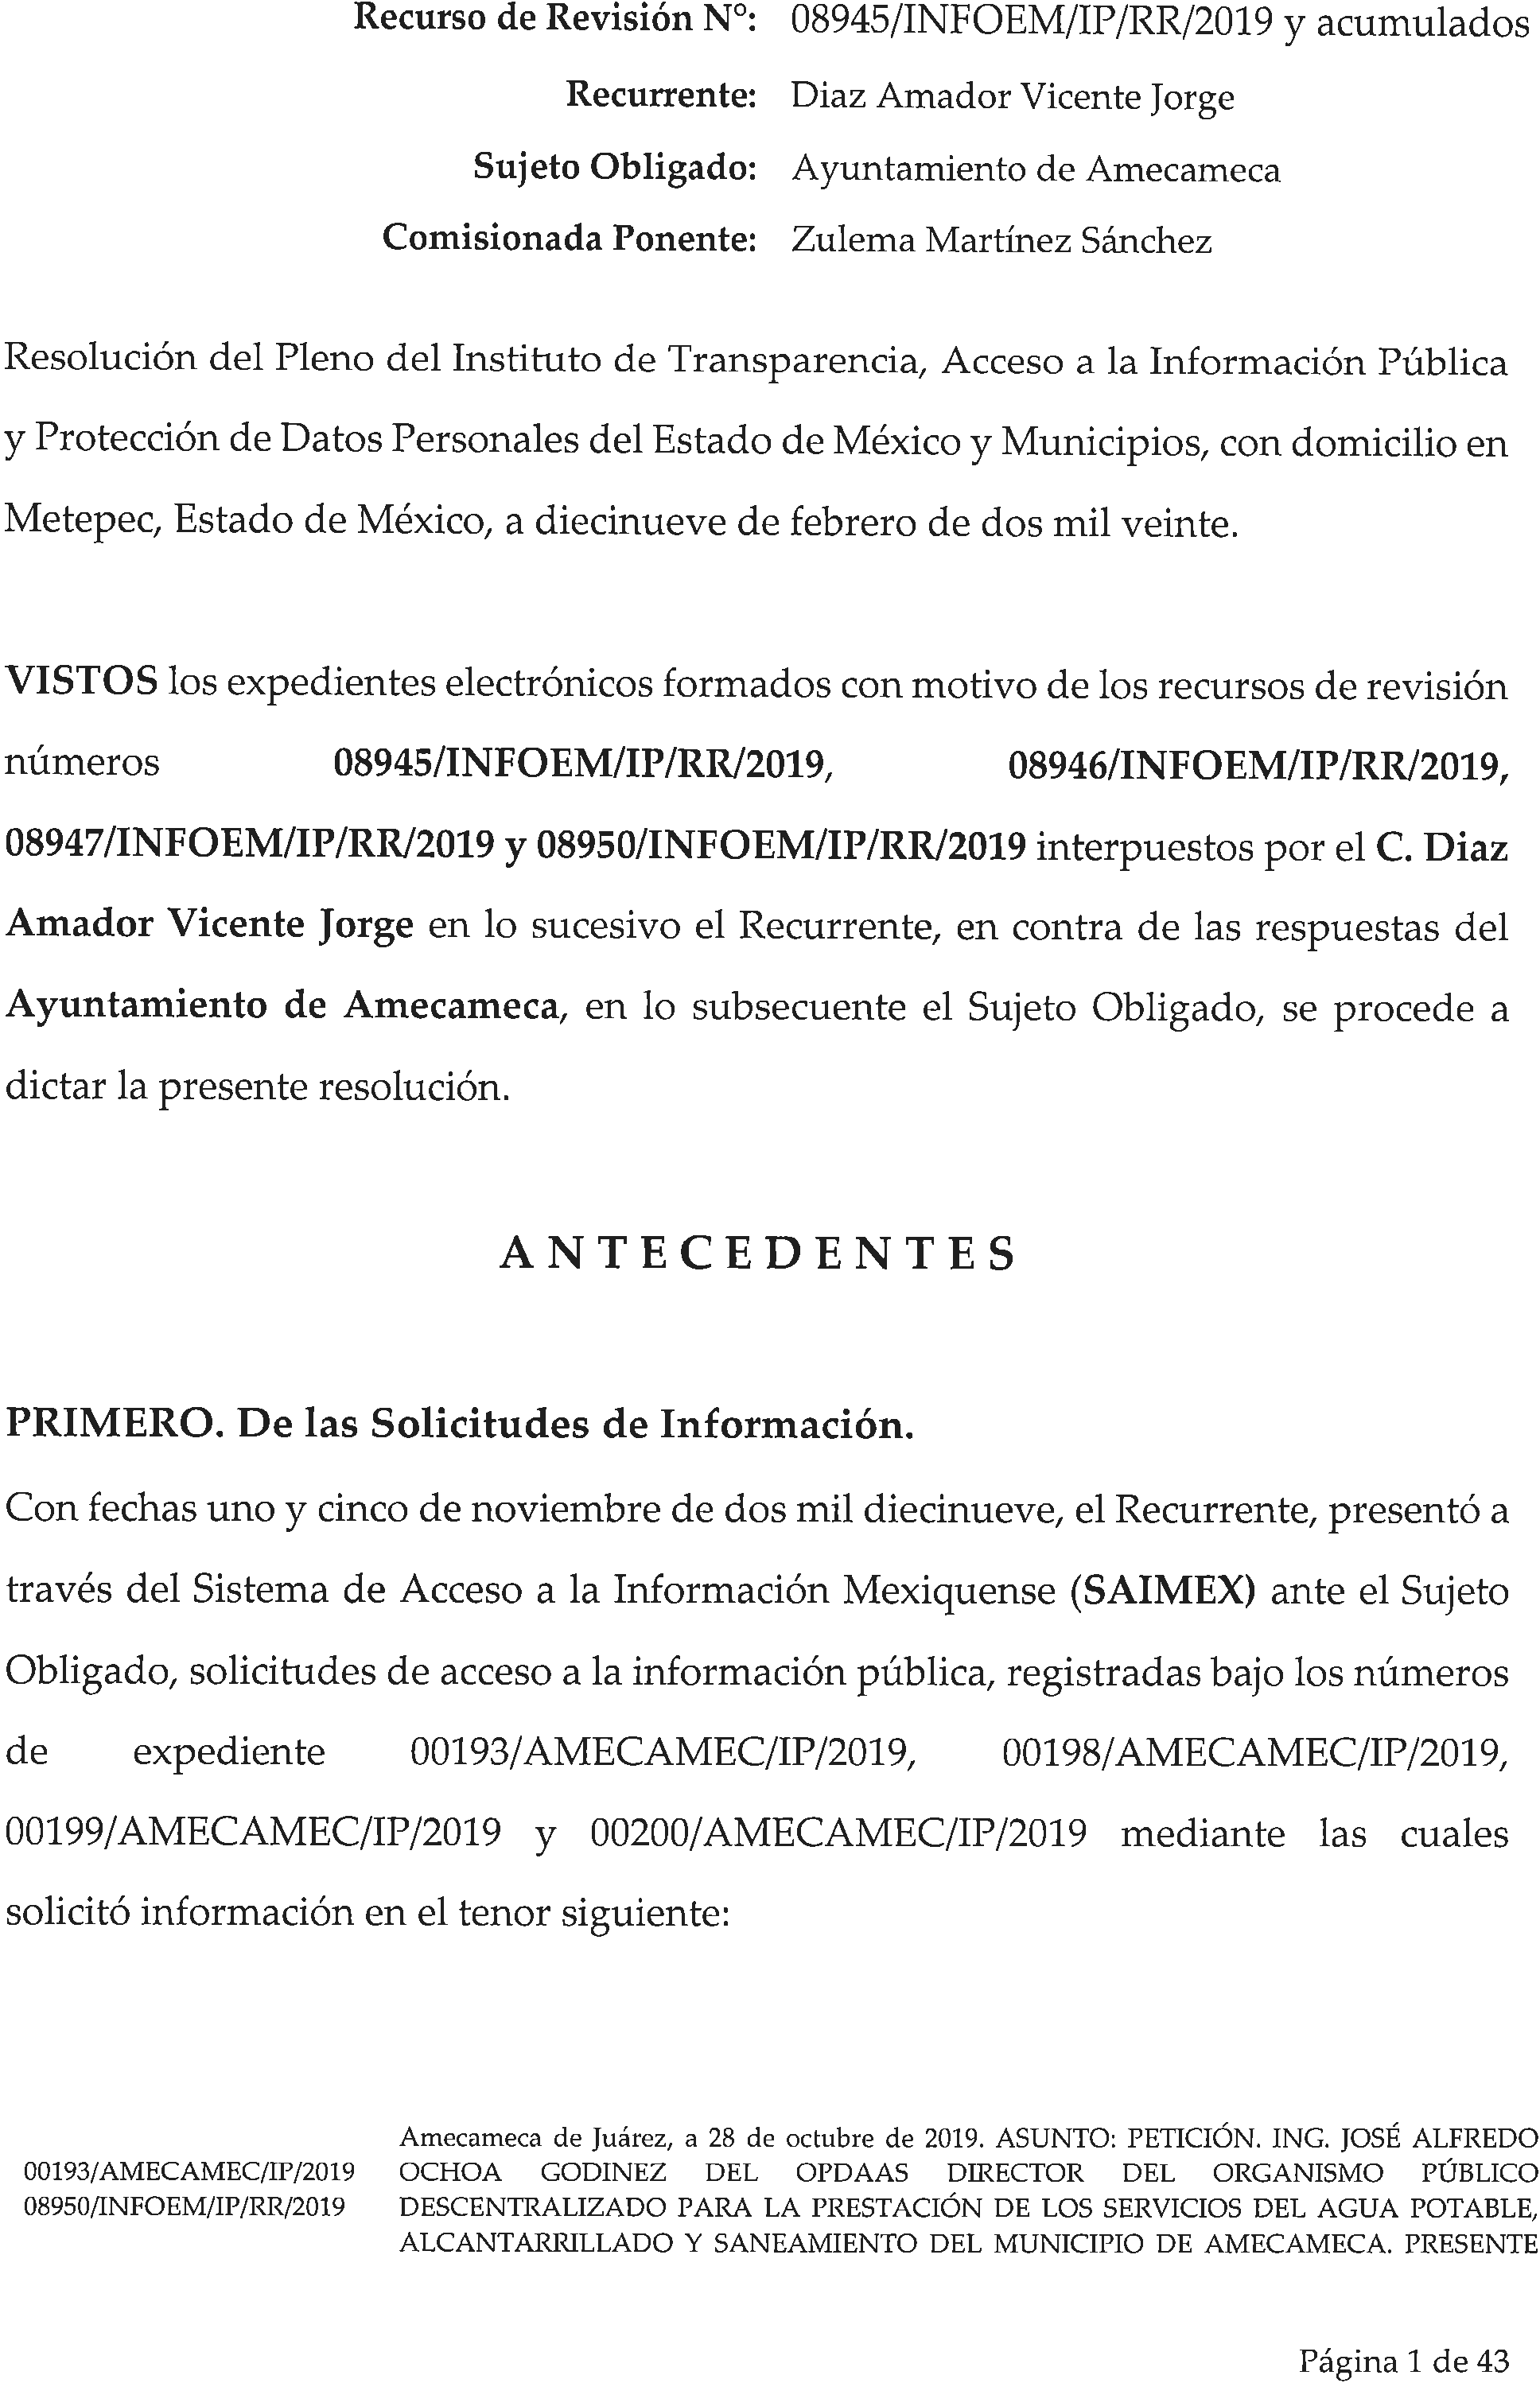 Recurso de Revisión N°: 08945/INFOEM/IP/RR/2019 y acumulados
Recurrente: Diaz Amador Vicente Jorge
Sujeto Obligado: Ayuntamiento de Amecameca
Comisionada Ponente: Zulema Martínez Sánchez
Resolución del Pleno del Instituto de Transparencia, Acceso a la Información Pública
y Protección de Datos Personales del Estado de México y Municipios, con domicilio en
Metepec, Estado de México, a diecinueve de febrero de dos mil veinte.
VISTOS los expedientes electrónicos formados con motivo de los recursos de revisión
números 08945/INFOEM/IP/RR/2019, 08946/INFOEM/IP/RR/2019,
08947/INFOEM/IP/RR/2019 y 08950/INFOEM/IP/RR/2019 interpuestos por el C. Diaz
Amador Vicente Jorge en lo sucesivo el Recurrente, en contra de las respuestas del
Ayuntamiento de Amecameca, en lo subsecuente el Sujeto Obligado, se procede a
dictar la presente resolución.
A N T E C E D E N T E S
PRIMERO. De las Solicitudes de Información.
Con fechas uno y cinco de noviembre de dos mil diecinueve, el Recurrente, presentó a
través del Sistema de Acceso a la Información Mexiquense (SAIMEX) ante el Sujeto
Obligado, solicitudes de acceso a la información pública, registradas bajo los números
de expediente 00193/AMECAMEC/IP/2019, 00198/AMECAMEC/IP/2019,
00199/AMECAMEC/IP/2019 y 00200/AMECAMEC/IP/2019 mediante las cuales
solicitó información en el tenor siguiente:
00193/AMECAMEC/IP/2019
08950/INFOEM/IP/RR/2019
Amecameca de Juárez, a 28 de octubre de 2019. ASUNTO: PETICIÓN. ING. JOSÉ ALFREDO
OCHOA GODINEZ DEL OPDAAS DIRECTOR DEL ORGANISMO PÚBLICO
DESCENTRALIZADO PARA LA PRESTACIÓN DE LOS SERVICIOS DEL AGUA POTABLE,
ALCANTARRILLADO Y SANEAMIENTO DEL MUNICIPIO DE AMECAMECA. PRESENTE
Página 1 de 43